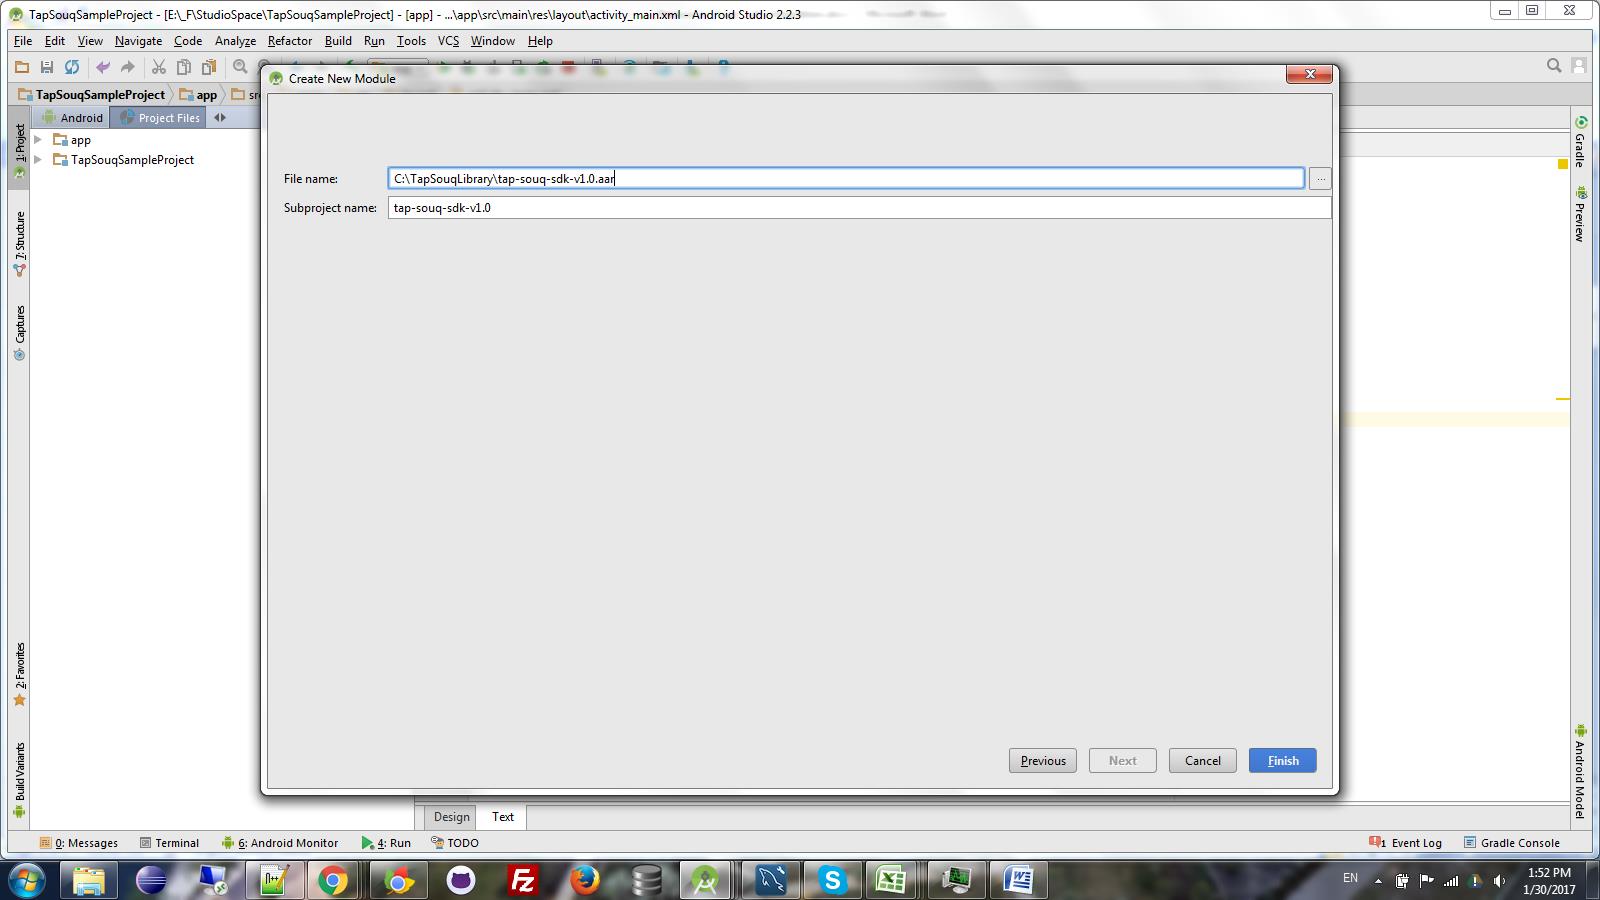 TapSouqSampleProject - [E:\_F\StudioSpace\TapSouqSampleProject] - [app] - ...\app\src\main\res\layout\activity_main.xml - Android Studio 2.2.3
File Edit View Navigate Code Analyze Refactor Build Run Tools VCS Window Help
Create New Module
TapSouqSampleProject app
Android Project Files
app
TapSouqSampleProject
1: Project
7: Structure
Captures
2: Favorites
Build Variants
File name: C:\TapSouqLibrary\tap-souq-sdk-v1.0.aar ...
Subproject name: tap-souq-sdk-v1.0
Previous Next Cancel Finish
Gradle
Preview
Android Model
Design Text
0: Messages Terminal 6: Android Monitor 4: Run TODO 1 Event Log Gradle Console
EN 1:52 PM
1/30/2017